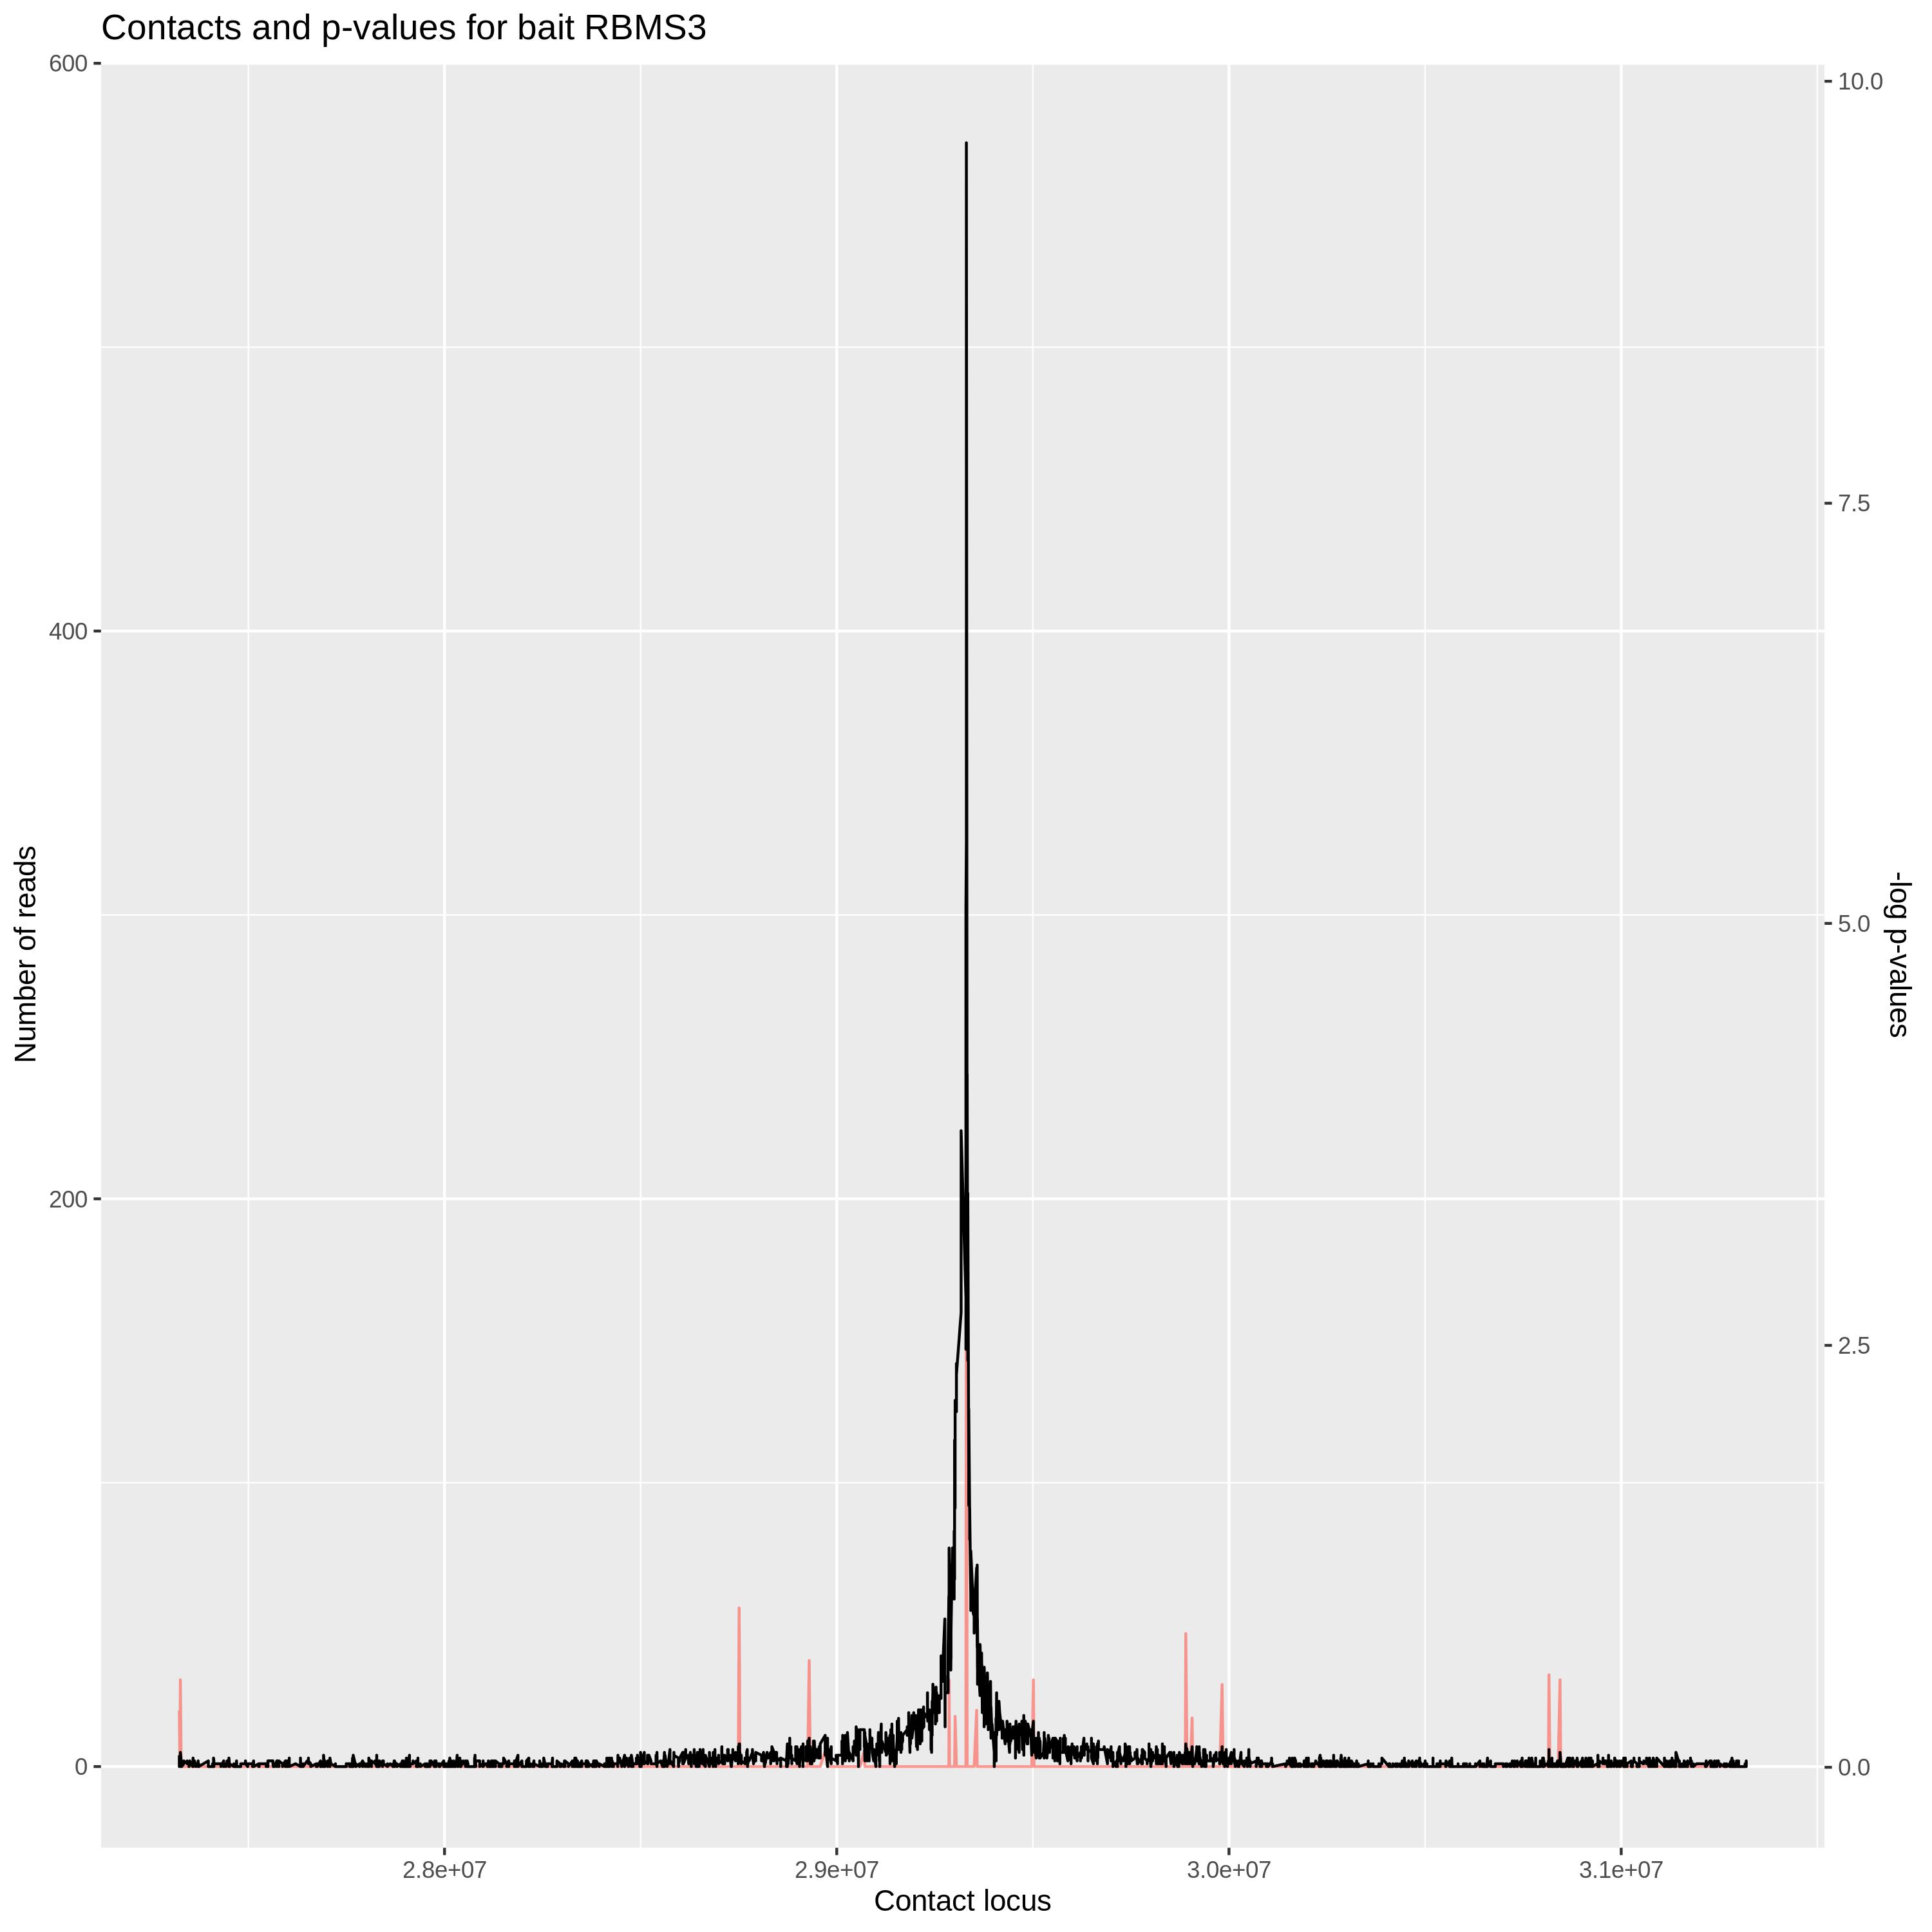 Contacts and p-values for bait RBMS3
600
400
200
0
Number of reads
10.0
7.5
5.0
2.5
0.0
-log p-values
2.8e+07
2.9e+07
3.0e+07
3.1e+07
Contact locus